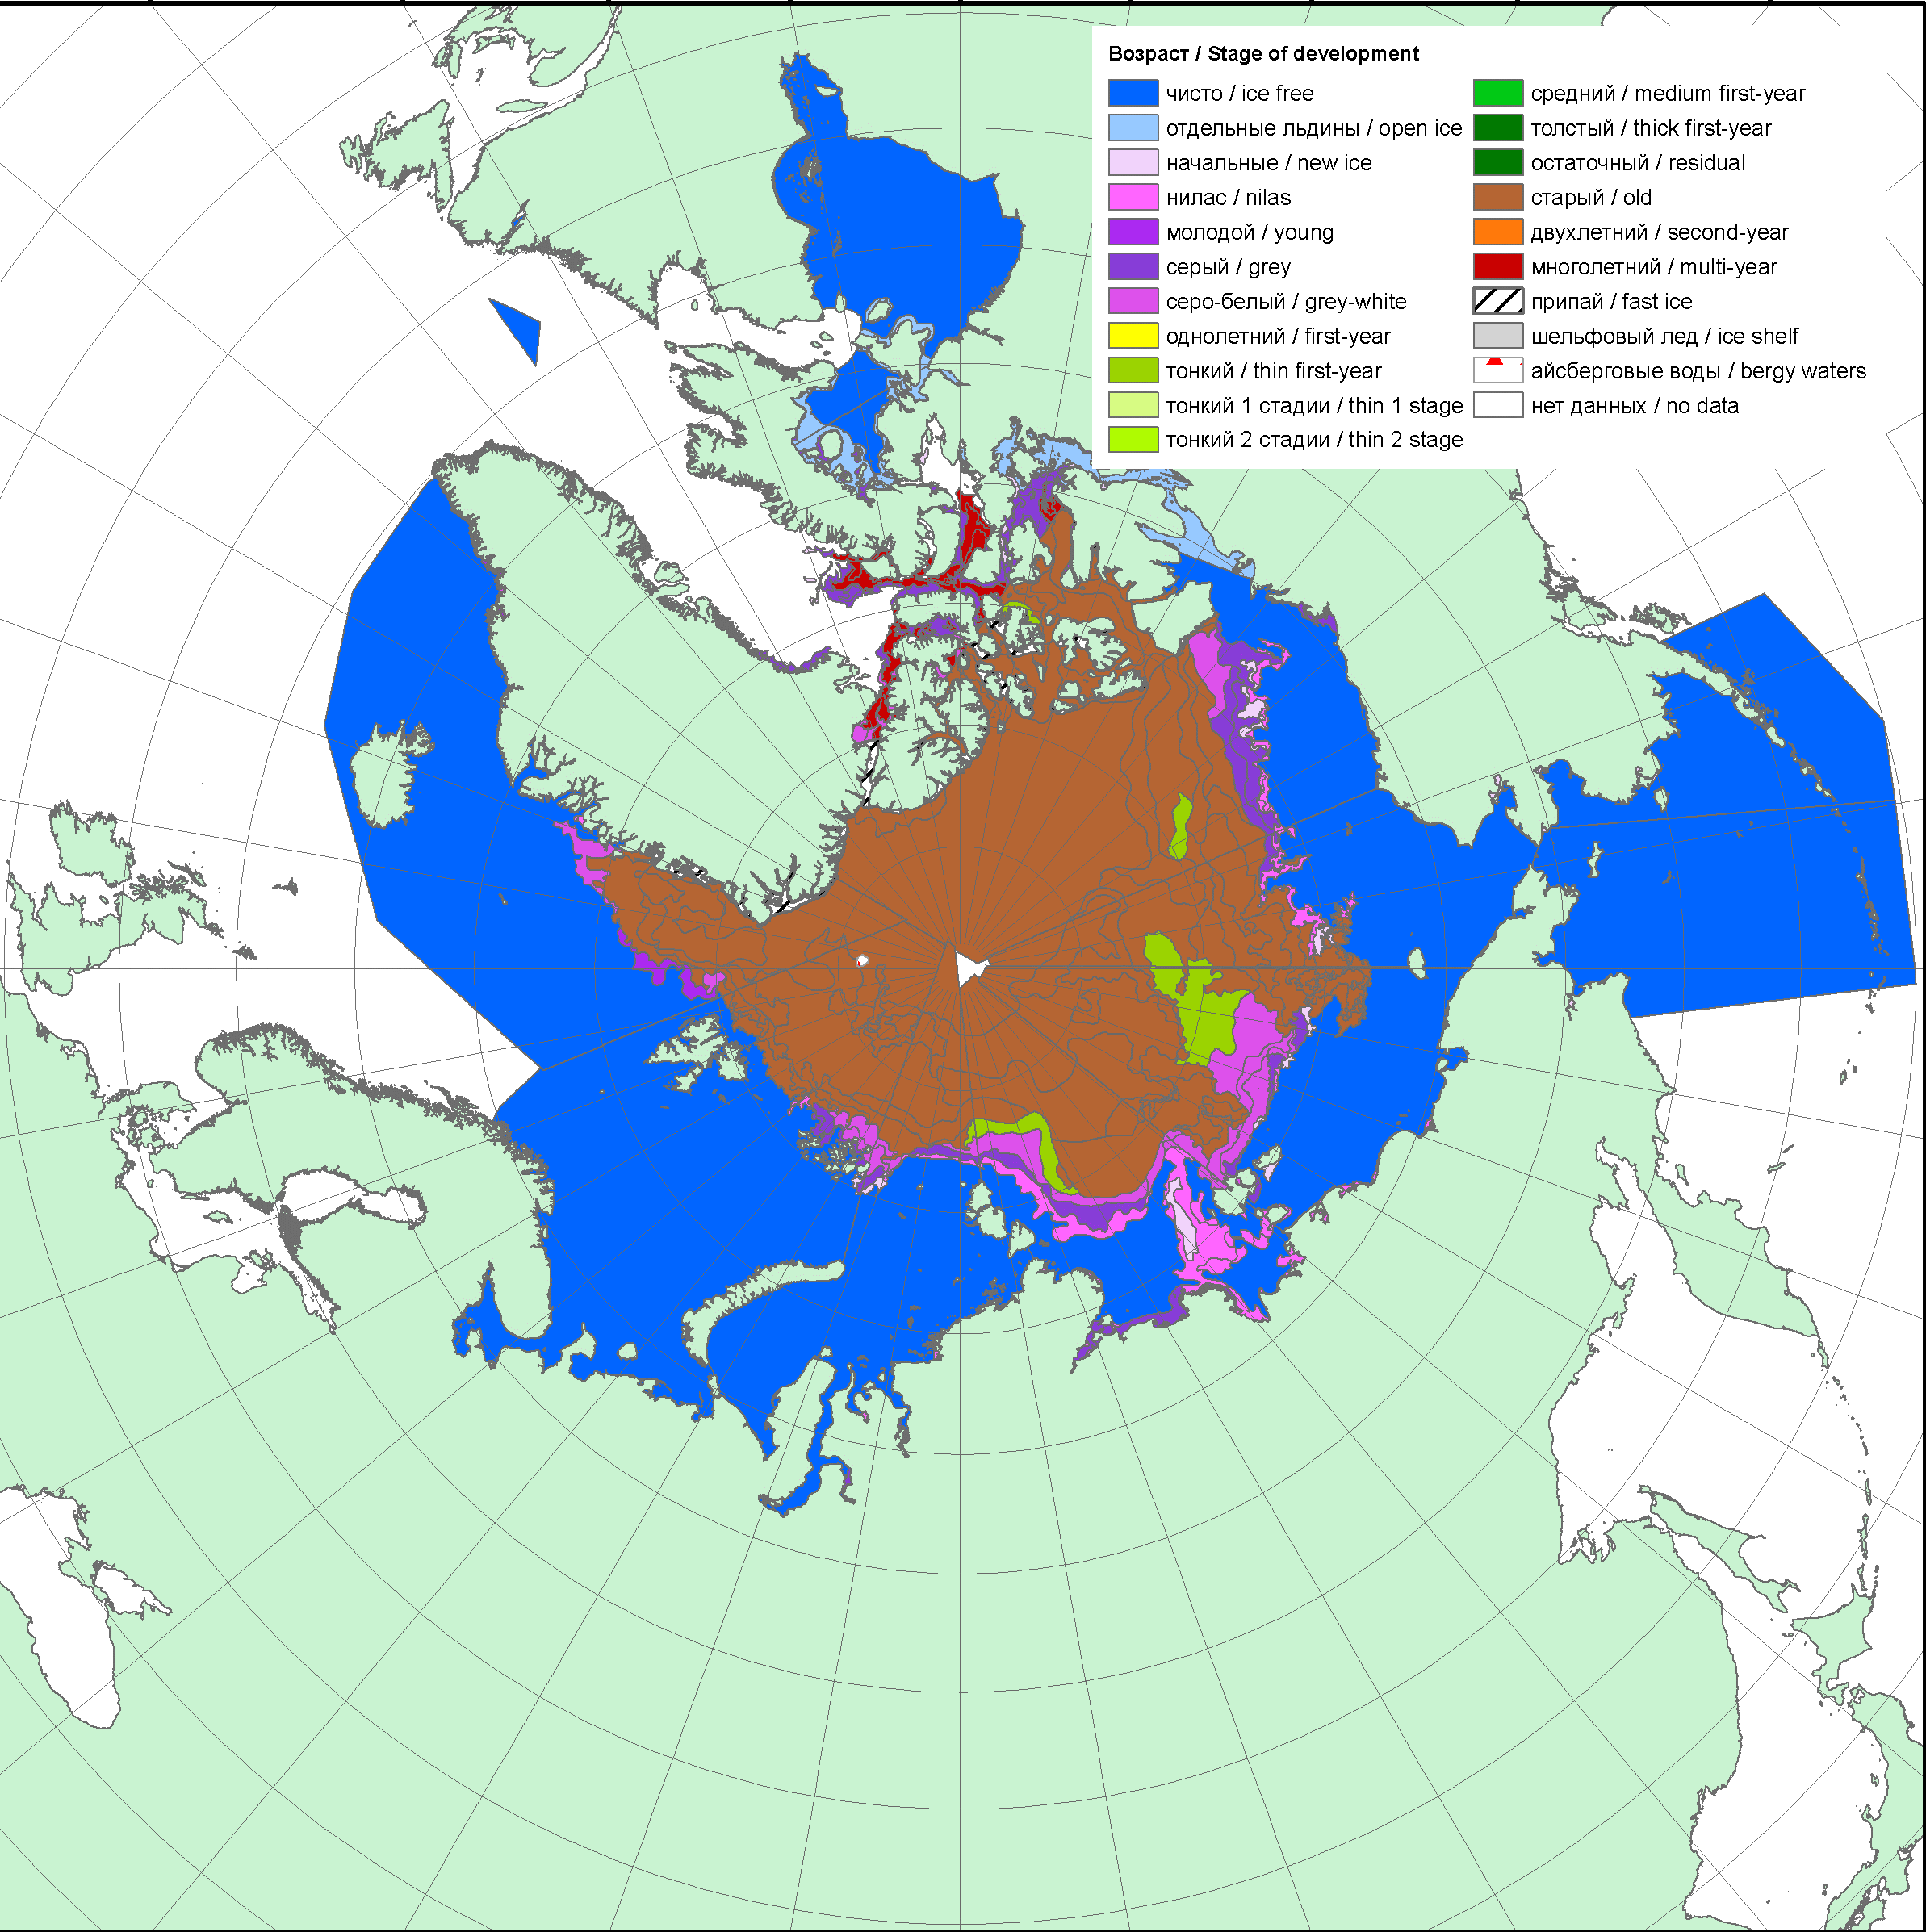 Возраст / Stage of development
чисто / ice free
отдельные льдины / open ice
начальные / new ice
нилас / nilas
молодой / young
серый / grey
серо-белый / grey-white
однолетний / first-year
тонкий / thin first-year
тонкий 1 стадии / thin 1 stage
тонкий 2 стадии / thin 2 stage
средний / medium first-year
толстый / thick first-year
остаточный / residual
старый / old
двухлетний / second-year
многолетний / multi-year
припай / fast ice
шельфовый лед / ice shelf
айсберговые воды / bergy waters
нет данных / no data